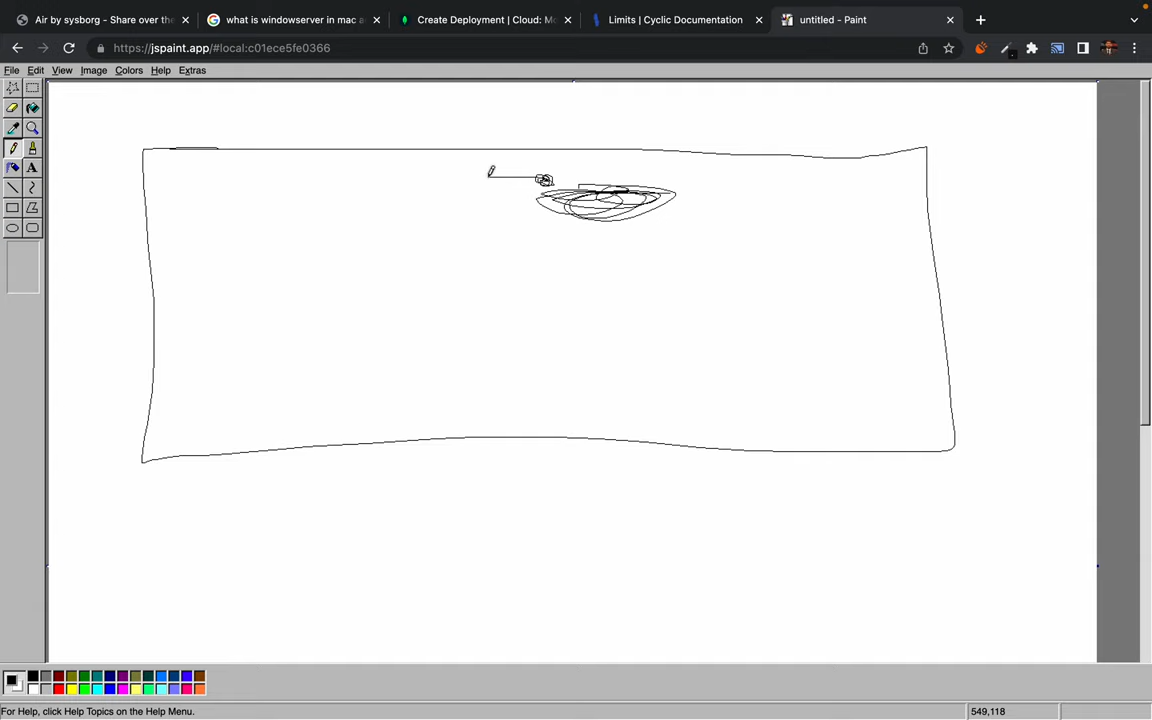 Air by sysborg - Share over the
what is windowserver in mac a
Create Deployment | Cloud: Mo
Limits | Cyclic Documentation
untitled - Paint
https://jspaint.app/#local:c01ece5fe0366
File Edit View Image Colors Help Extras
A
For Help, click Help Topics on the Help Menu.
549,118